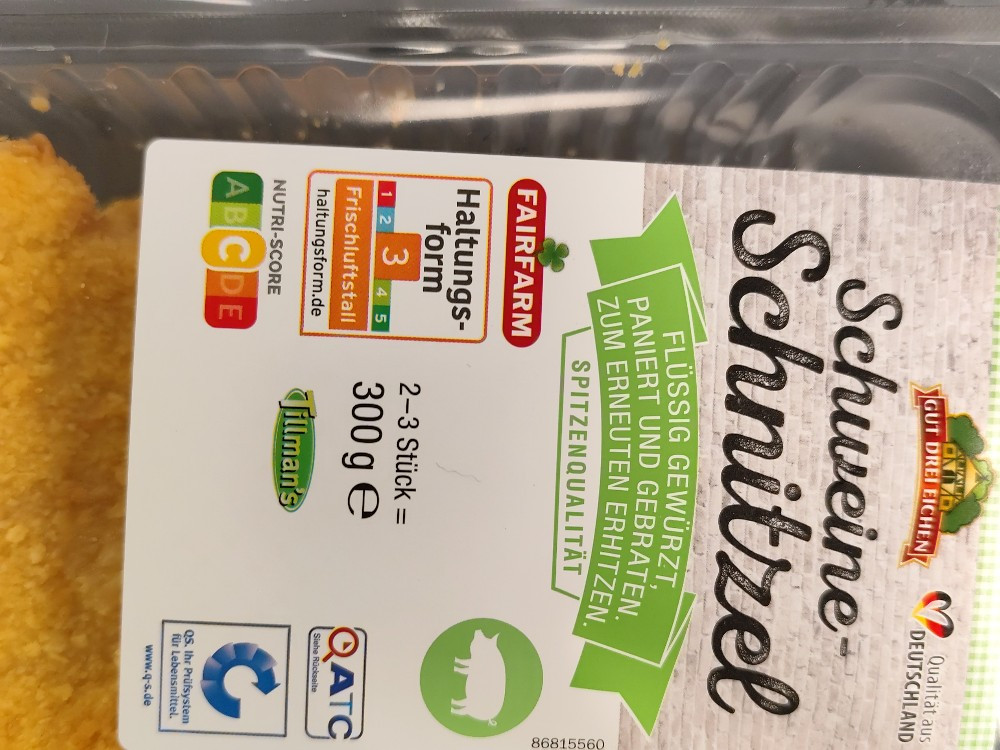 GUT DREI EICHEN
Qualität aus
DEUTSCHLAND
Schweine-
Schnitzel
FLÜSSIG GEWÜRZT,
PANIERT UND GEBRATEN.
ZUM ERNEUTEN ERHITZEN.
SPITZENQUALITÄT
FAIRFARM
Haltungs-
form
1 2 3 4 5
Frischluftstall
haltungsform.de
NUTRI-SCORE
A B C D E
2–3 Stück =
300 g e
Tillman's
86815560
QATC
Siehe Rückseite
QS. Ihr Prüfsystem
für Lebensmittel.
www.q-s.de